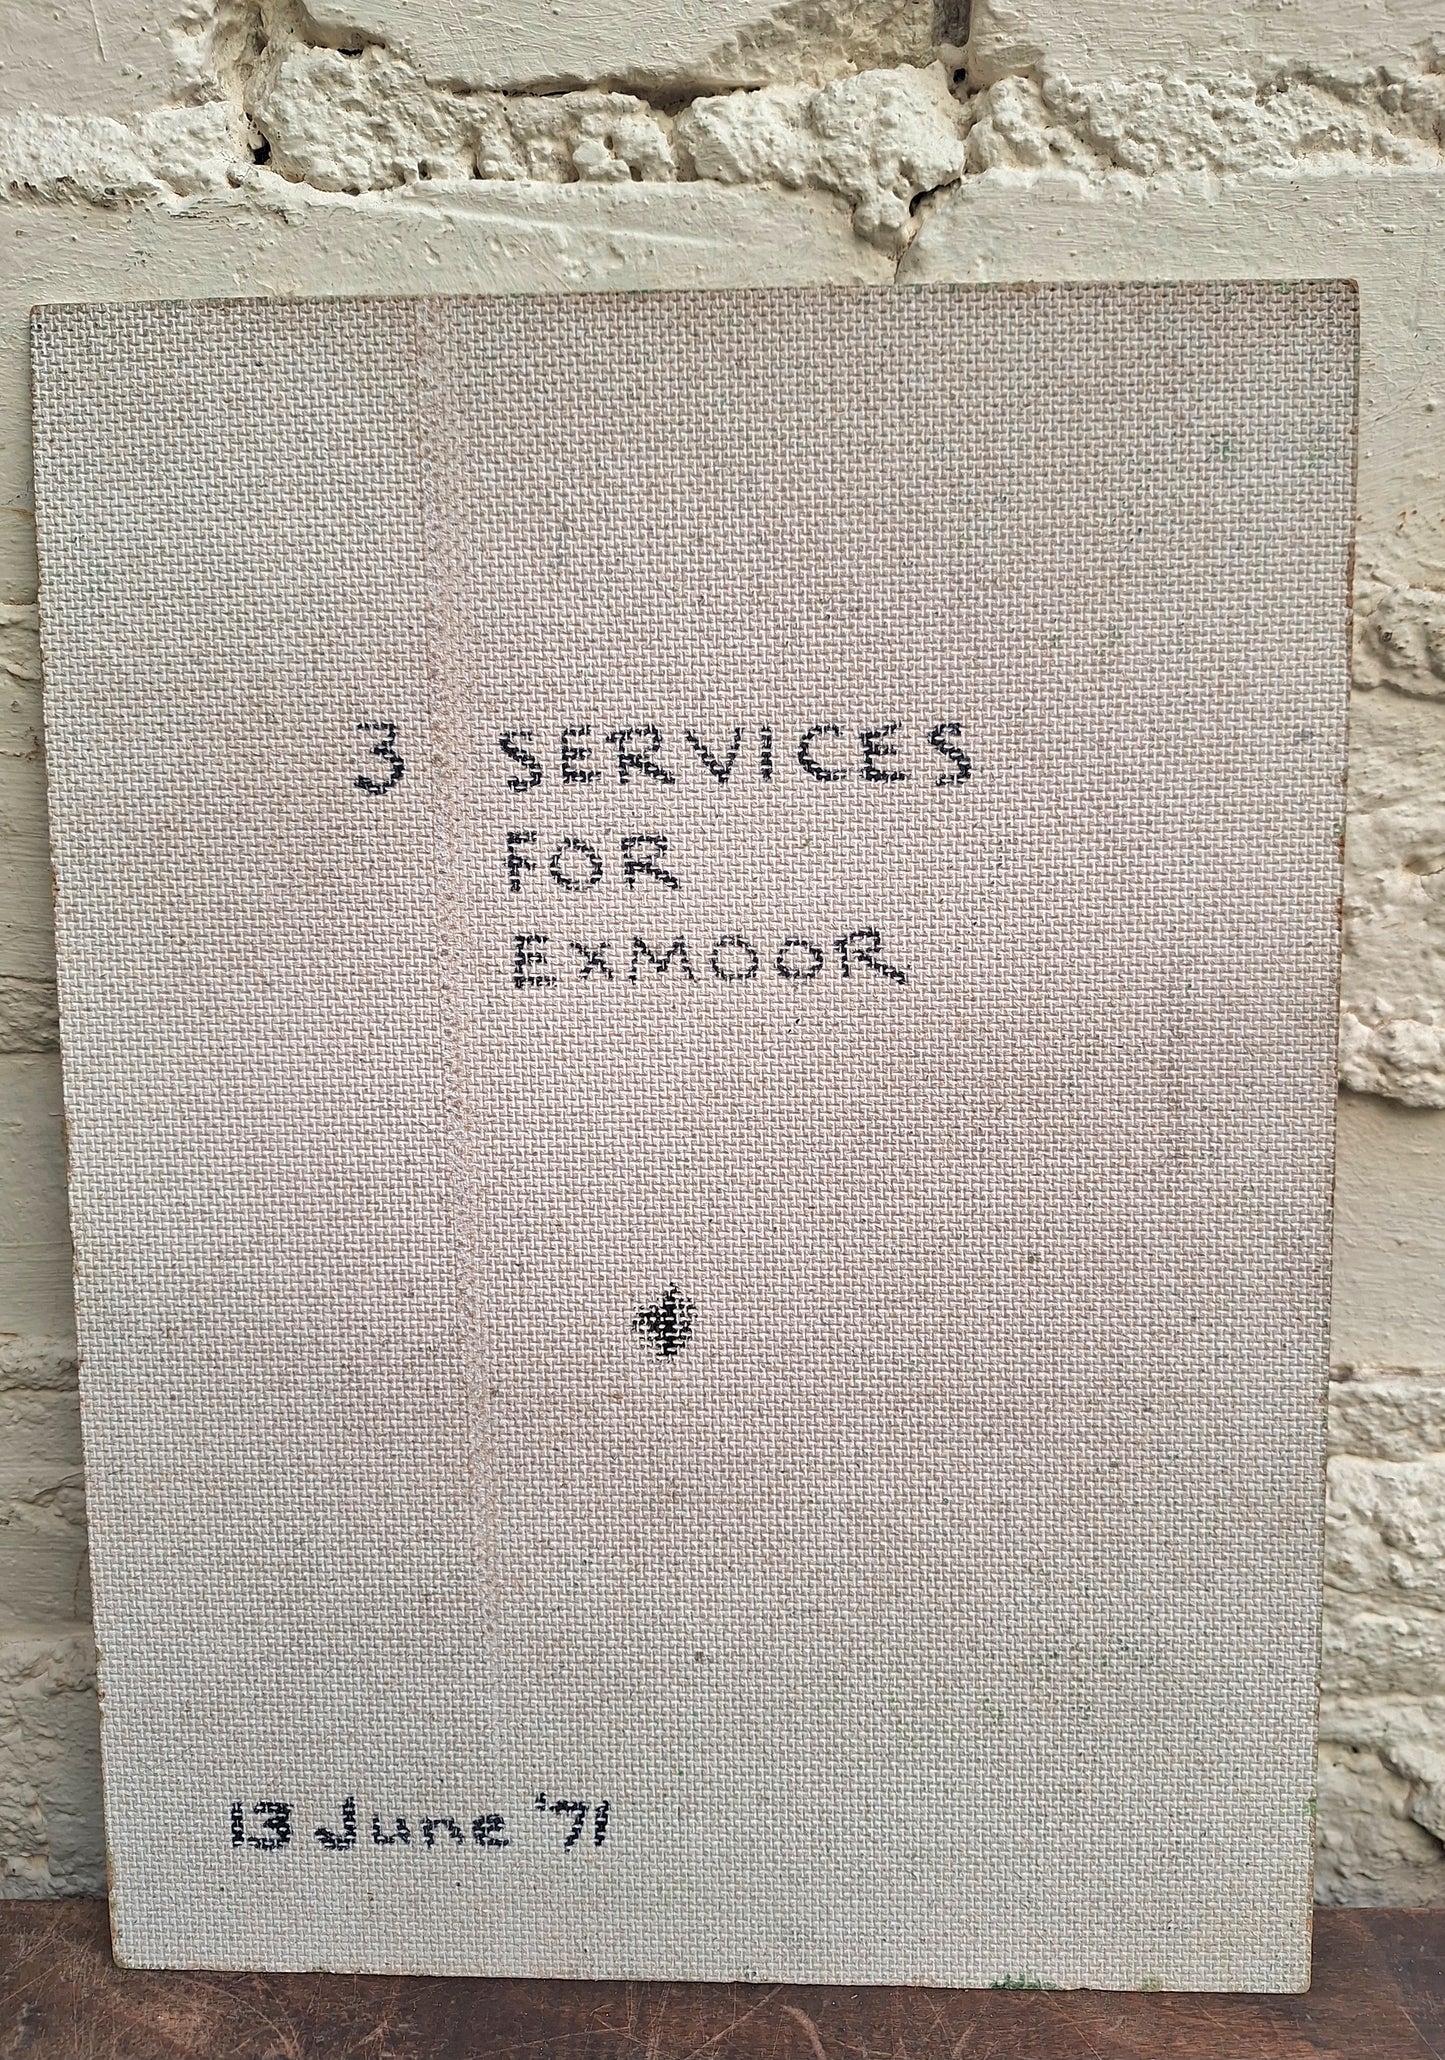 3 SERVICES
FOR
EXMOOR
13 June '71